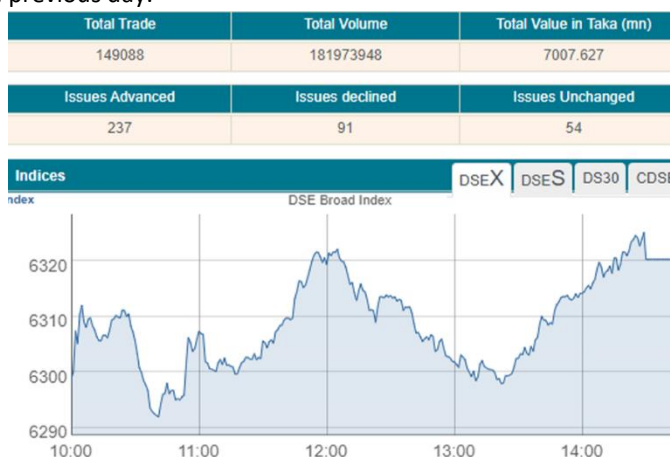 previous day.
Total Trade Total Volume Total Value in Taka (mn)
149088 181973948 7007.627
Issues Advanced Issues declined Issues Unchanged
237 91 54
Indices DSEX DSES DS30 CDSE
ndex DSE Broad Index
6320
6310
6300
6290
10:00 11:00 12:00 13:00 14:00